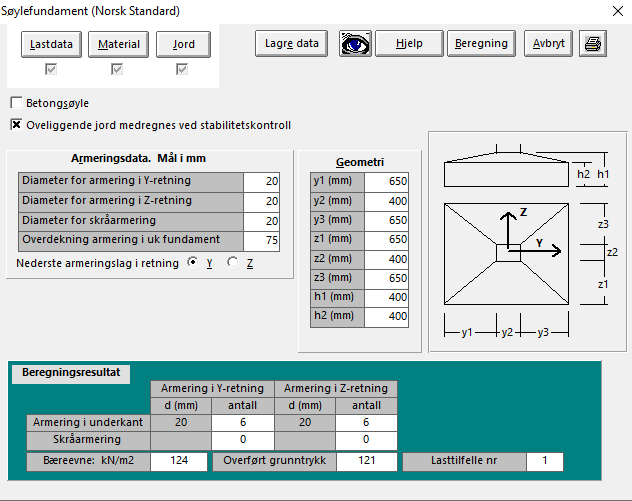 Søylefundament (Norsk Standard)
Lastdata Material Jord Lagre data Hjelp Beregning Avbryt
Betongsøyle
Oveliggende jord medregnes ved stabilitetskontroll
Armeringsdata. Mål i mm
Diameter for armering i Y-retning 20
Diameter for armering i Z-retning 20
Diameter for skråarmering 20
Overdekning armering i uk fundament 75
Nederste armeringslag i retning Y Z
Geometri
y1 (mm) 650
y2 (mm) 400
y3 (mm) 650
z1 (mm) 650
z2 (mm) 400
z3 (mm) 650
h1 (mm) 400
h2 (mm) 400
h2 h1
Z
Y
z3
z2
z1
y1 y2 y3
Beregningsresultat
Armering i Y-retning Armering i Z-retning
d (mm) antall d (mm) antall
Armering i underkant 20 6 20 6
Skråarmering 0 0
Bæreevne: kN/m2 124 Overført grunntrykk 121 Lasttilfelle nr 1